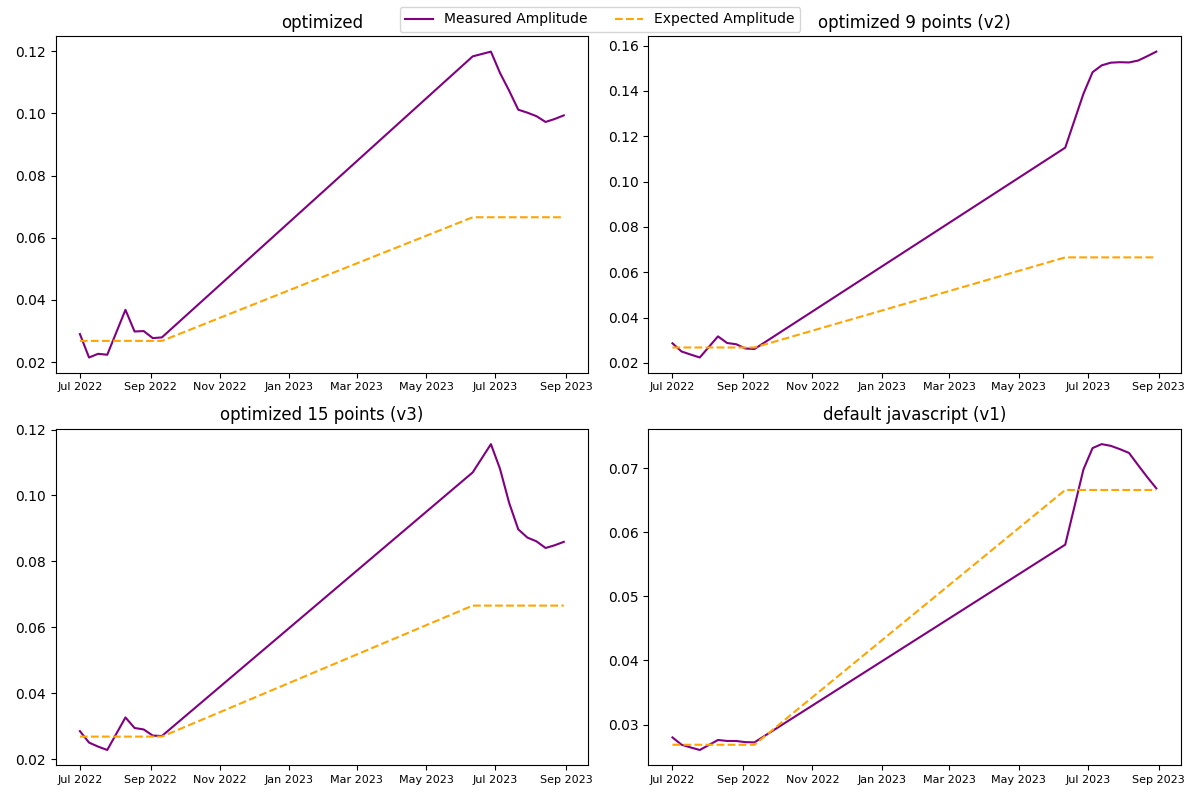 Measured Amplitude Expected Amplitude
optimized
0.12
0.10
0.08
0.06
0.04
0.02
Jul 2022 Sep 2022 Nov 2022 Jan 2023 Mar 2023 May 2023 Jul 2023 Sep 2023
optimized 9 points (v2)
0.16
0.14
0.12
0.10
0.08
0.06
0.04
0.02
Jul 2022 Sep 2022 Nov 2022 Jan 2023 Mar 2023 May 2023 Jul 2023 Sep 2023
optimized 15 points (v3)
0.12
0.10
0.08
0.06
0.04
0.02
Jul 2022 Sep 2022 Nov 2022 Jan 2023 Mar 2023 May 2023 Jul 2023 Sep 2023
default javascript (v1)
0.07
0.06
0.05
0.04
0.03
Jul 2022 Sep 2022 Nov 2022 Jan 2023 Mar 2023 May 2023 Jul 2023 Sep 2023